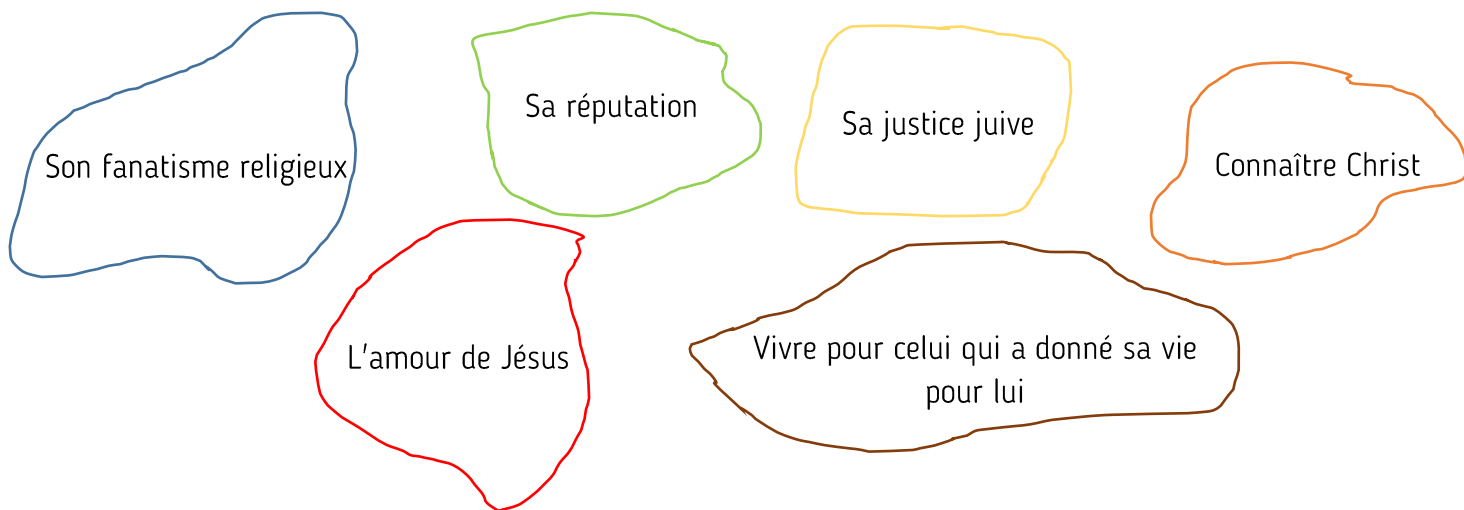 Son fanatisme religieux
Sa réputation
Sa justice juive
Connaître Christ
L'amour de Jésus
Vivre pour celui qui a donné sa vie
pour lui